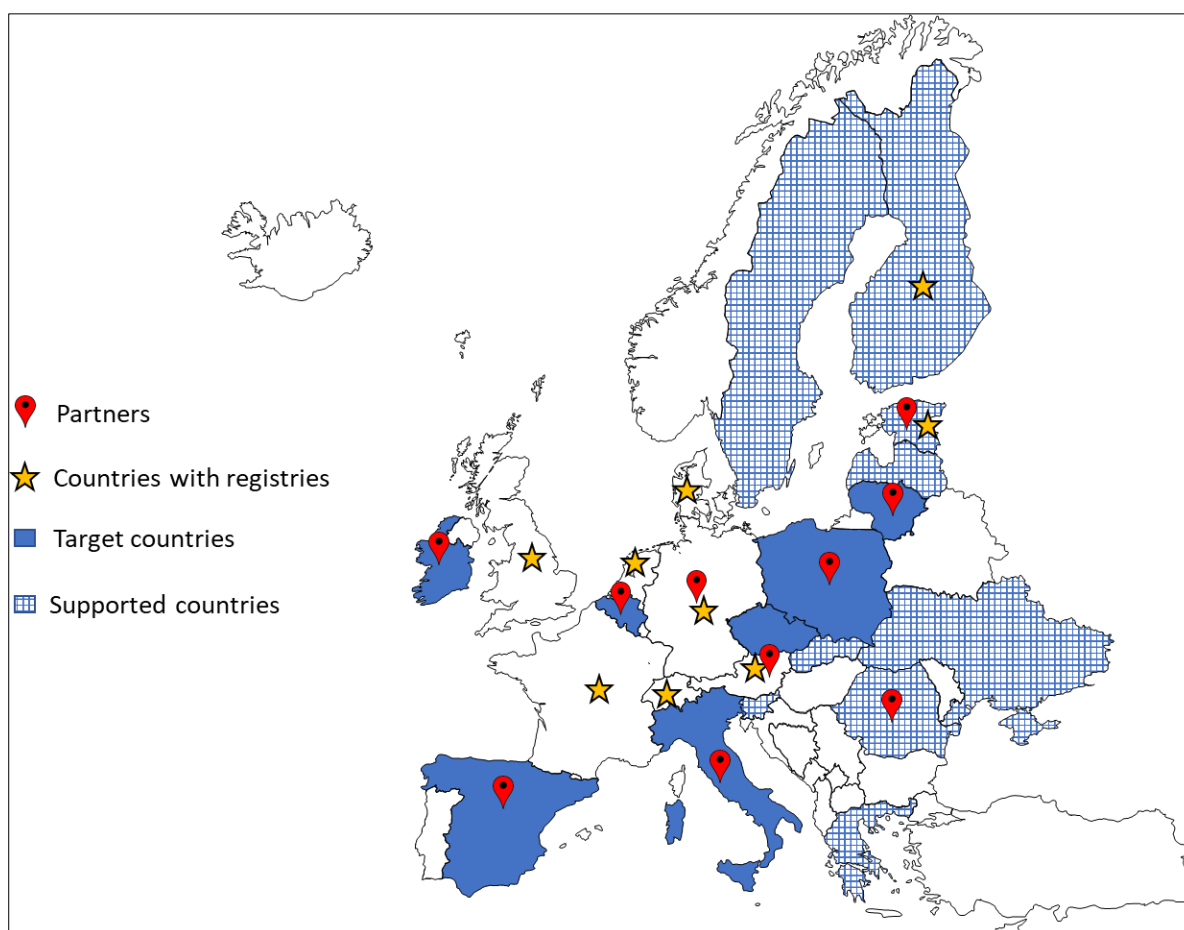 Partners
Countries with registries
Target countries
Supported countries